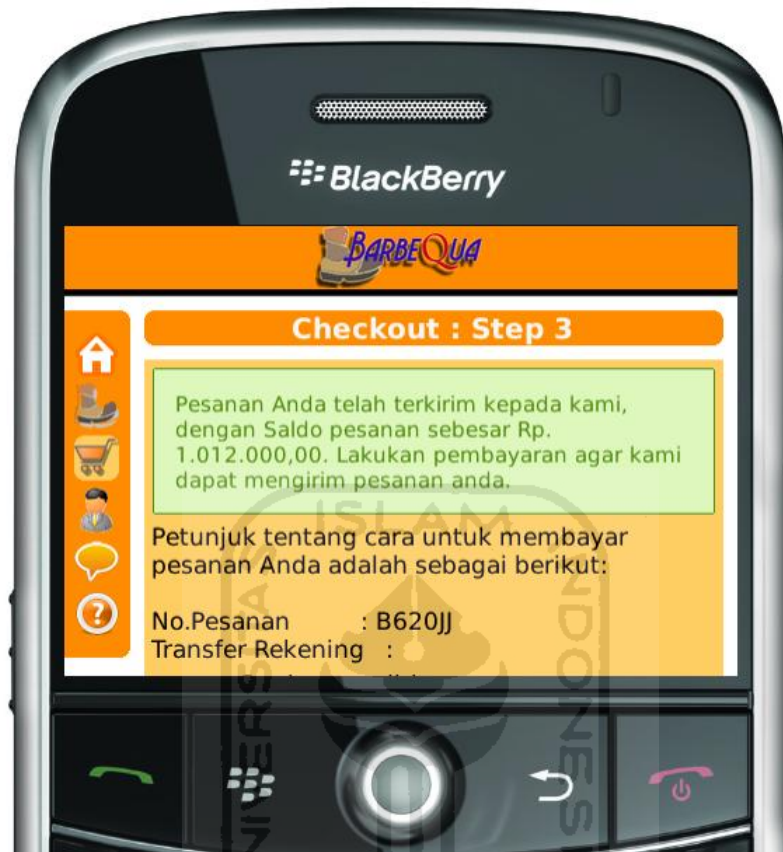 BlackBerry
BARBEQUA
Checkout : Step 3
Pesanan Anda telah terkirim kepada kami,
dengan Saldo pesanan sebesar Rp.
1.012.000,00. Lakukan pembayaran agar kami
dapat mengirim pesanan anda.
Petunjuk tentang cara untuk membayar
pesanan Anda adalah sebagai berikut:
No.Pesanan : B620JJ
Transfer Rekening :
ISLAM